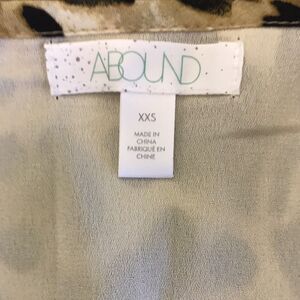 ABOUND
XXS
MADE IN
CHINA
FABRIQUÉ EN
CHINE